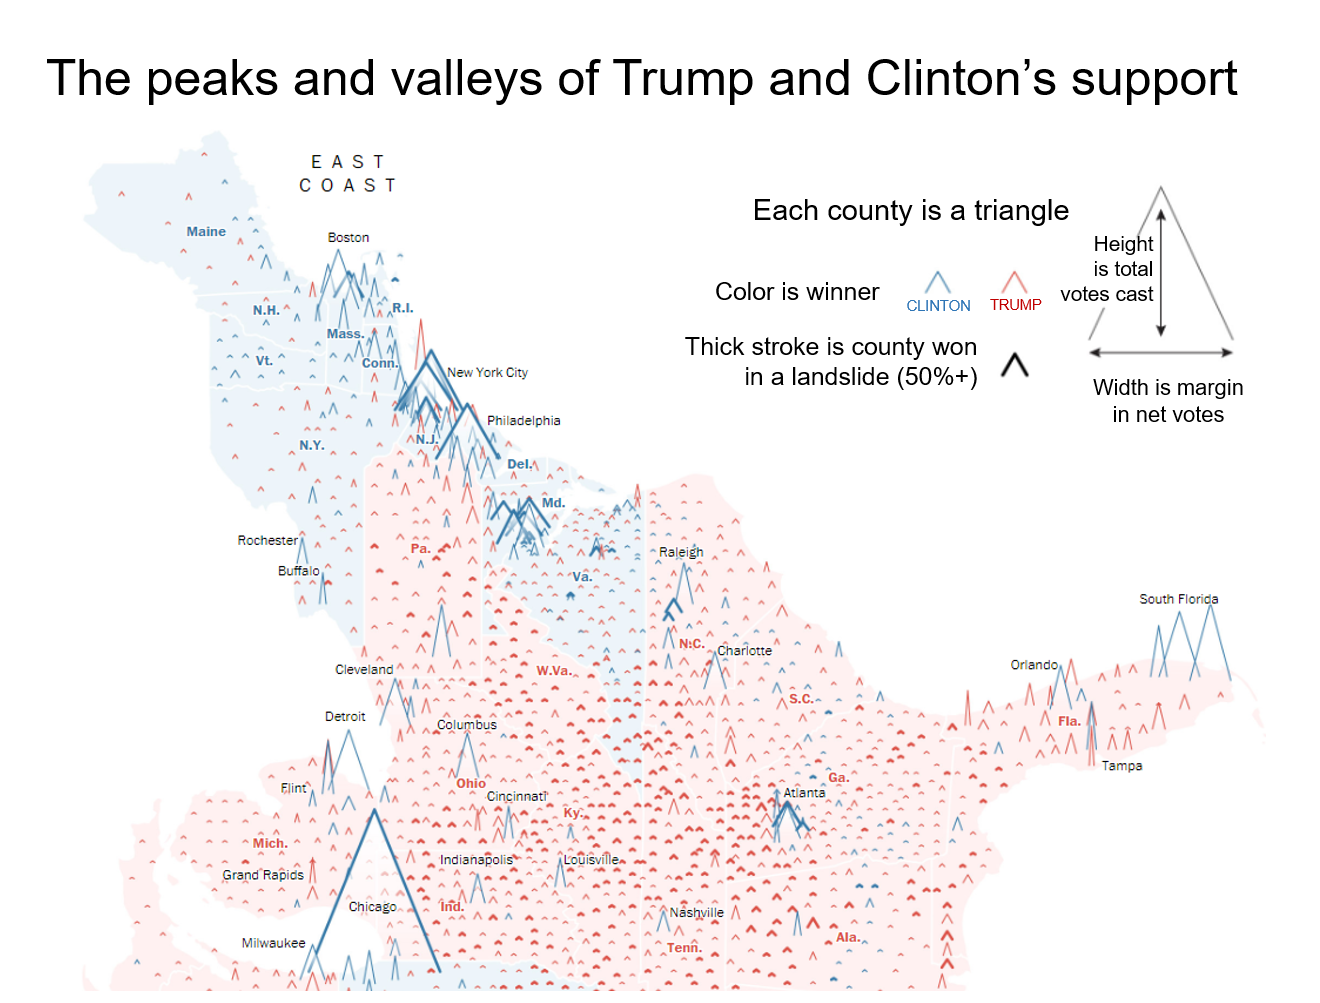 The peaks and valleys of Trump and Clinton's support
EAST
COAST
Each county is a triangle
Height
is total
votes cast
Color is winner
CLINTON
TRUMP
Thick stroke is county won
in a landslide (50%+)
Width is margin
in net votes
Maine
Boston
N.H.
R.I.
Mass.
Vt.
Conn.
New York City
Philadelphia
N.J.
N.Y.
Del.
Md.
Rochester
Pa.
Raleigh
Buffalo
Va.
South Florida
N.C.
Charlotte
Cleveland
W.Va.
Orlando
S.C.
Detroit
Columbus
Fla.
Tampa
Flint
Ohio
Ga.
Cincinnati
Atlanta
Ky.
Mich.
Indianapolis
Louisville
Grand Rapids
Chicago
Ind.
Nashville
Milwaukee
Tenn.
Ala.